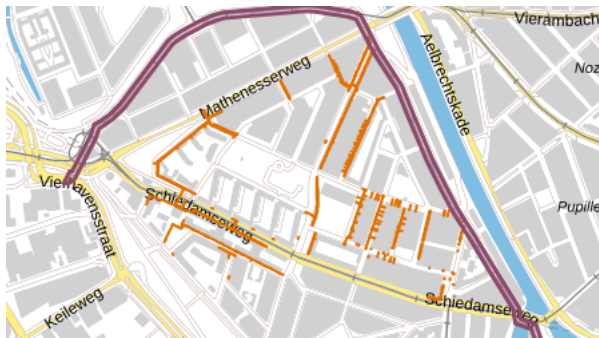 Vierambach
Aelbrechtskade
Noz
Mathenesserweg
Vierhavensstraat
Schiedamseweg
Pupille
Keileweg
Schiedamseweg